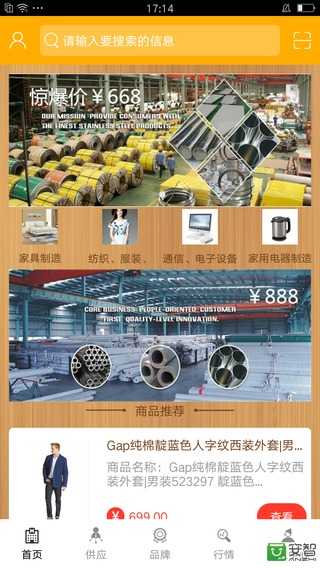 17:14
请输入要搜索的信息
惊爆价￥668
OUR MISSION: PROVIDE CONSUMERS WITH
THE FINEST STAINLESS STEEL PRODUCTS.
家具制造
纺织、服装、
通信、电子设备
家用电器制造
￥888
CORE BUSINESS: PEOPLE-ORIENTED, CUSTOMER
FIRST, QUALITY-LEVEL INNOVATION.
商品推荐
Gap纯棉靛蓝色人字纹西装外套|男...
商品名称：Gap纯棉靛蓝色人字纹西
装外套|男装523297 靛蓝色...
￥699.00
查看
首页
供应
品牌
行情
安智